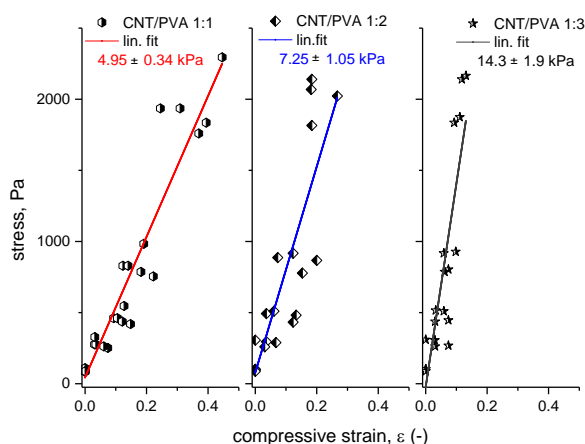 CNT/PVA 1:1
lin. fit
4.95 ± 0.34 kPa
CNT/PVA 1:2
lin.fit
7.25 ± 1.05 kPa
CNT/PVA 1:3
lin. fit
14.3 ± 1.9 kPa
stress, Pa
2000
1000
0
0.0 0.2 0.4 0.0 0.2 0.4 0.0 0.2 0.4
compressive strain, ε (-)